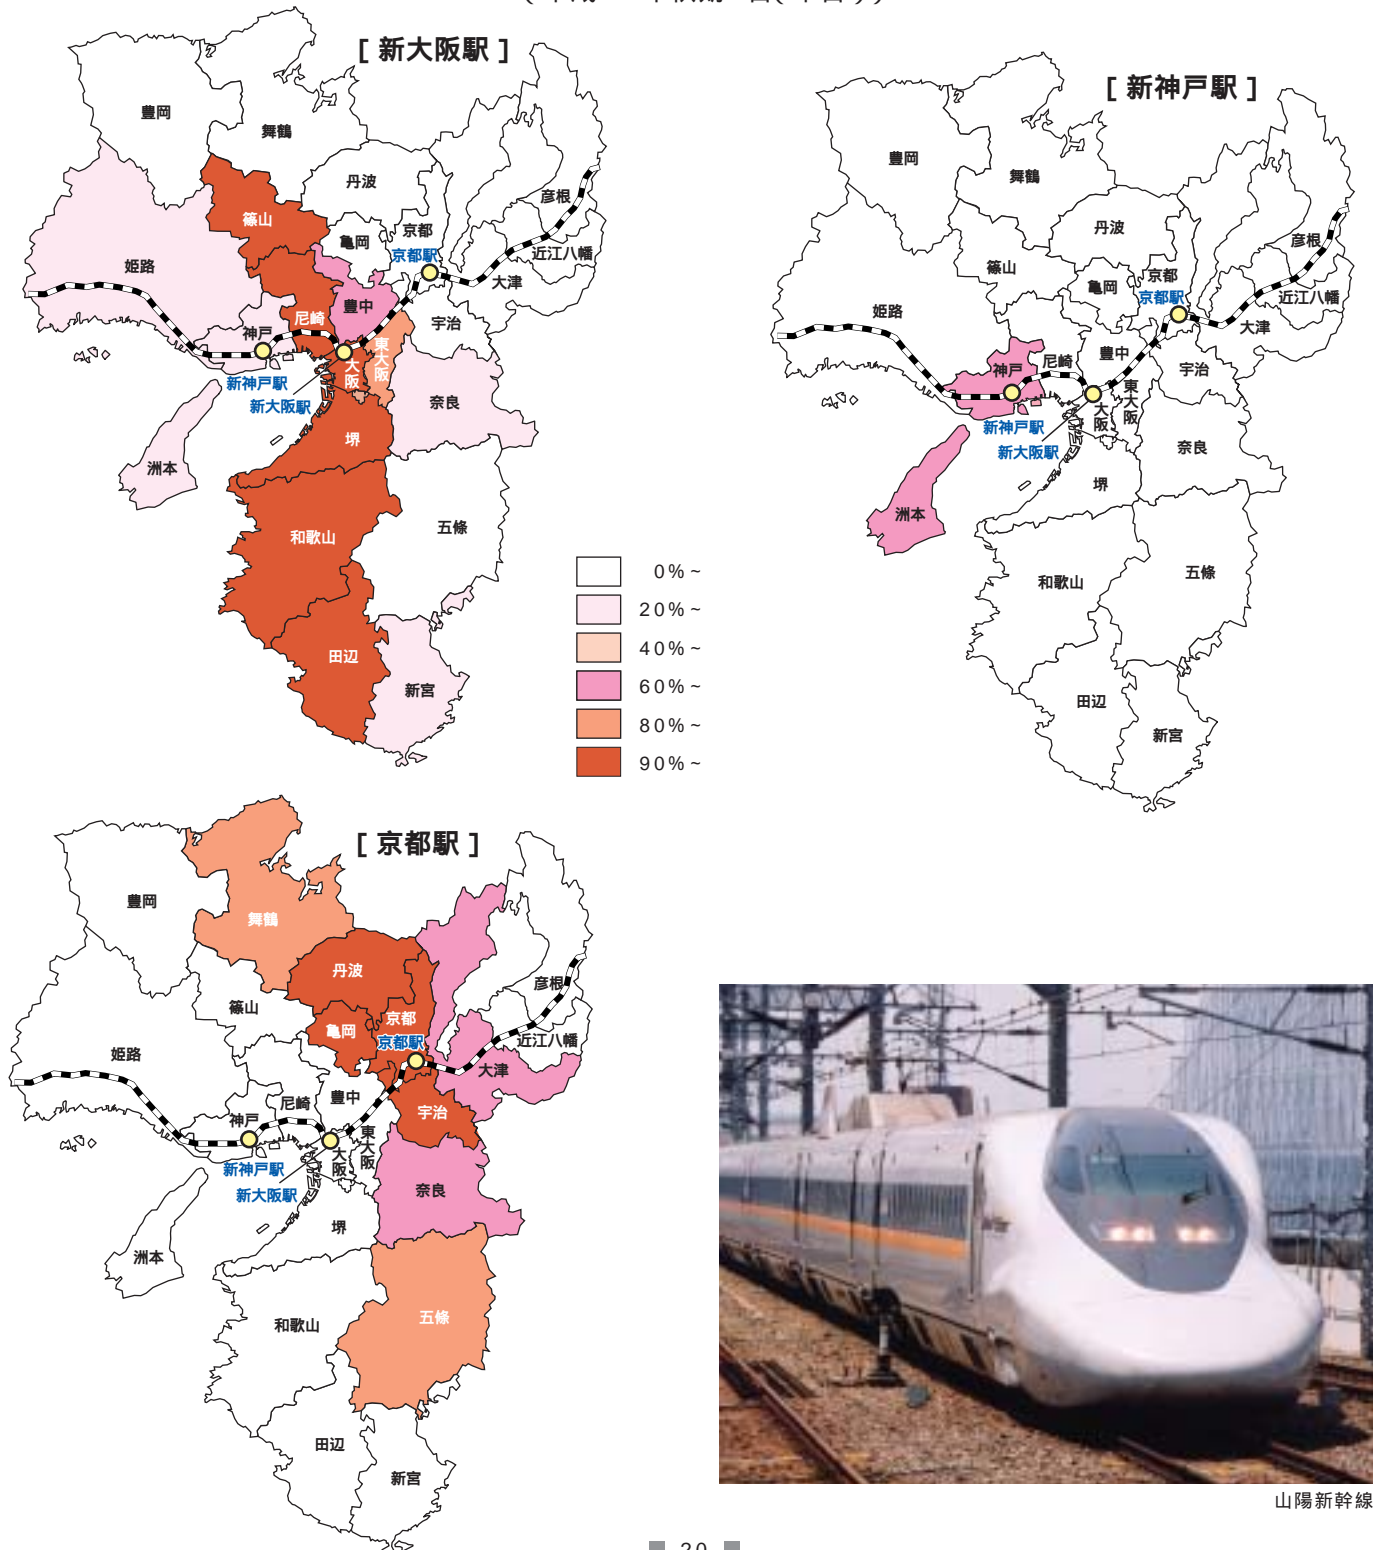 [ 新大阪駅 ]
豊岡
舞鶴
丹波
彦根
篠山
亀岡
京都
京都駅
近江八幡
姫路
大津
豊中
尼崎
宇治
神戸
東大阪
大阪
新神戸駅
新大阪駅
奈良
堺
洲本
五條
和歌山
田辺
新宮
0%~
20%~
40%~
60%~
80%~
90%~
[ 新神戸駅 ]
豊岡
舞鶴
丹波
彦根
篠山
亀岡
京都
京都駅
近江八幡
姫路
大津
豊中
尼崎
宇治
神戸
東大阪
大阪
新神戸駅
新大阪駅
奈良
堺
洲本
五條
和歌山
田辺
新宮
[ 京都駅 ]
豊岡
舞鶴
丹波
彦根
篠山
亀岡
京都
京都駅
近江八幡
姫路
大津
豊中
尼崎
宇治
神戸
東大阪
大阪
新神戸駅
新大阪駅
奈良
堺
洲本
五條
和歌山
田辺
新宮
山陽新幹線
20